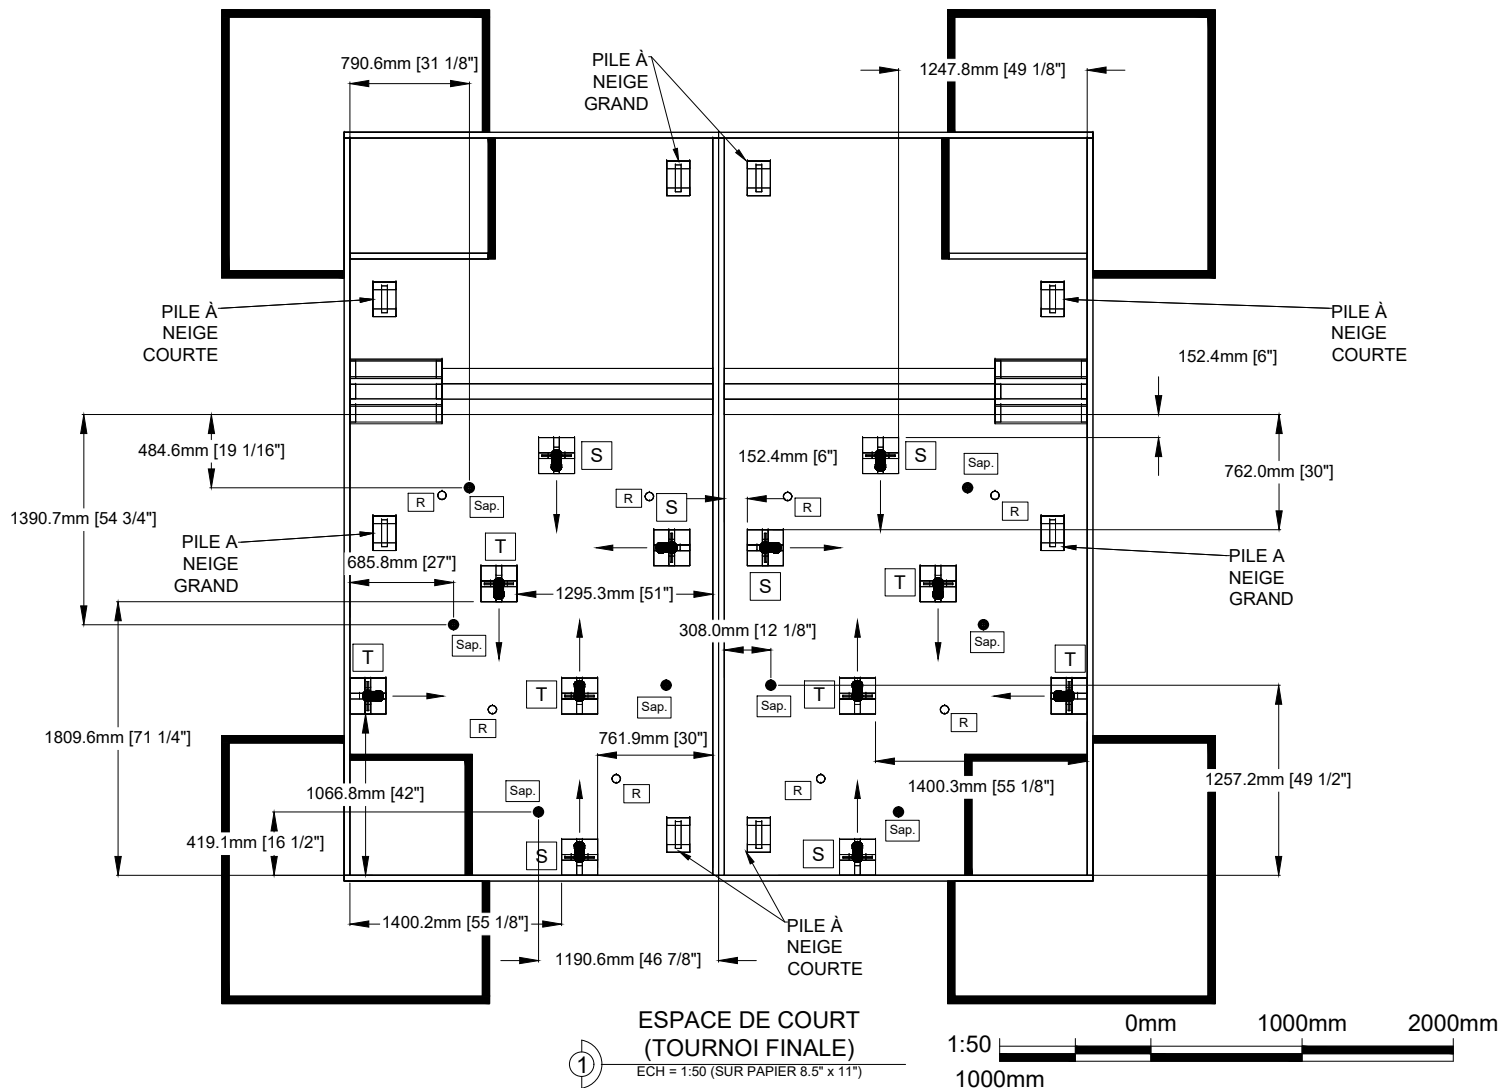 790.6mm [31 1/8"]
PILE À
NEIGE
GRAND
1247.8mm [49 1/8"]
PILE À
NEIGE
COURTE
PILE À
NEIGE
COURTE
152.4mm [6"]
484.6mm [19 1/16"]
S
152.4mm [6"]
S
Sap.
762.0mm [30"]
R
Sap.
R
S
R
R
1390.7mm [54 3/4"]
PILE A
NEIGE
GRAND
685.8mm [27"]
T
S
T
PILE A
NEIGE
GRAND
1295.3mm [51"]
308.0mm [12 1/8"]
Sap.
Sap.
T
T
T
Sap.
Sap.
T
T
T
R
R
1809.6mm [71 1/4"]
761.9mm [30"]
1066.8mm [42"]
Sap.
R
R
1400.3mm [55 1/8"]
1257.2mm [49 1/2"]
419.1mm [16 1/2"]
S
S
Sap.
1400.2mm [55 1/8"]
1190.6mm [46 7/8"]
PILE À
NEIGE
COURTE
ESPACE DE COURT
(TOURNOI FINALE)
1
ECH = 1:50 (SUR PAPIER 8.5" x 11")
0mm
1000mm
2000mm
1:50
1000mm